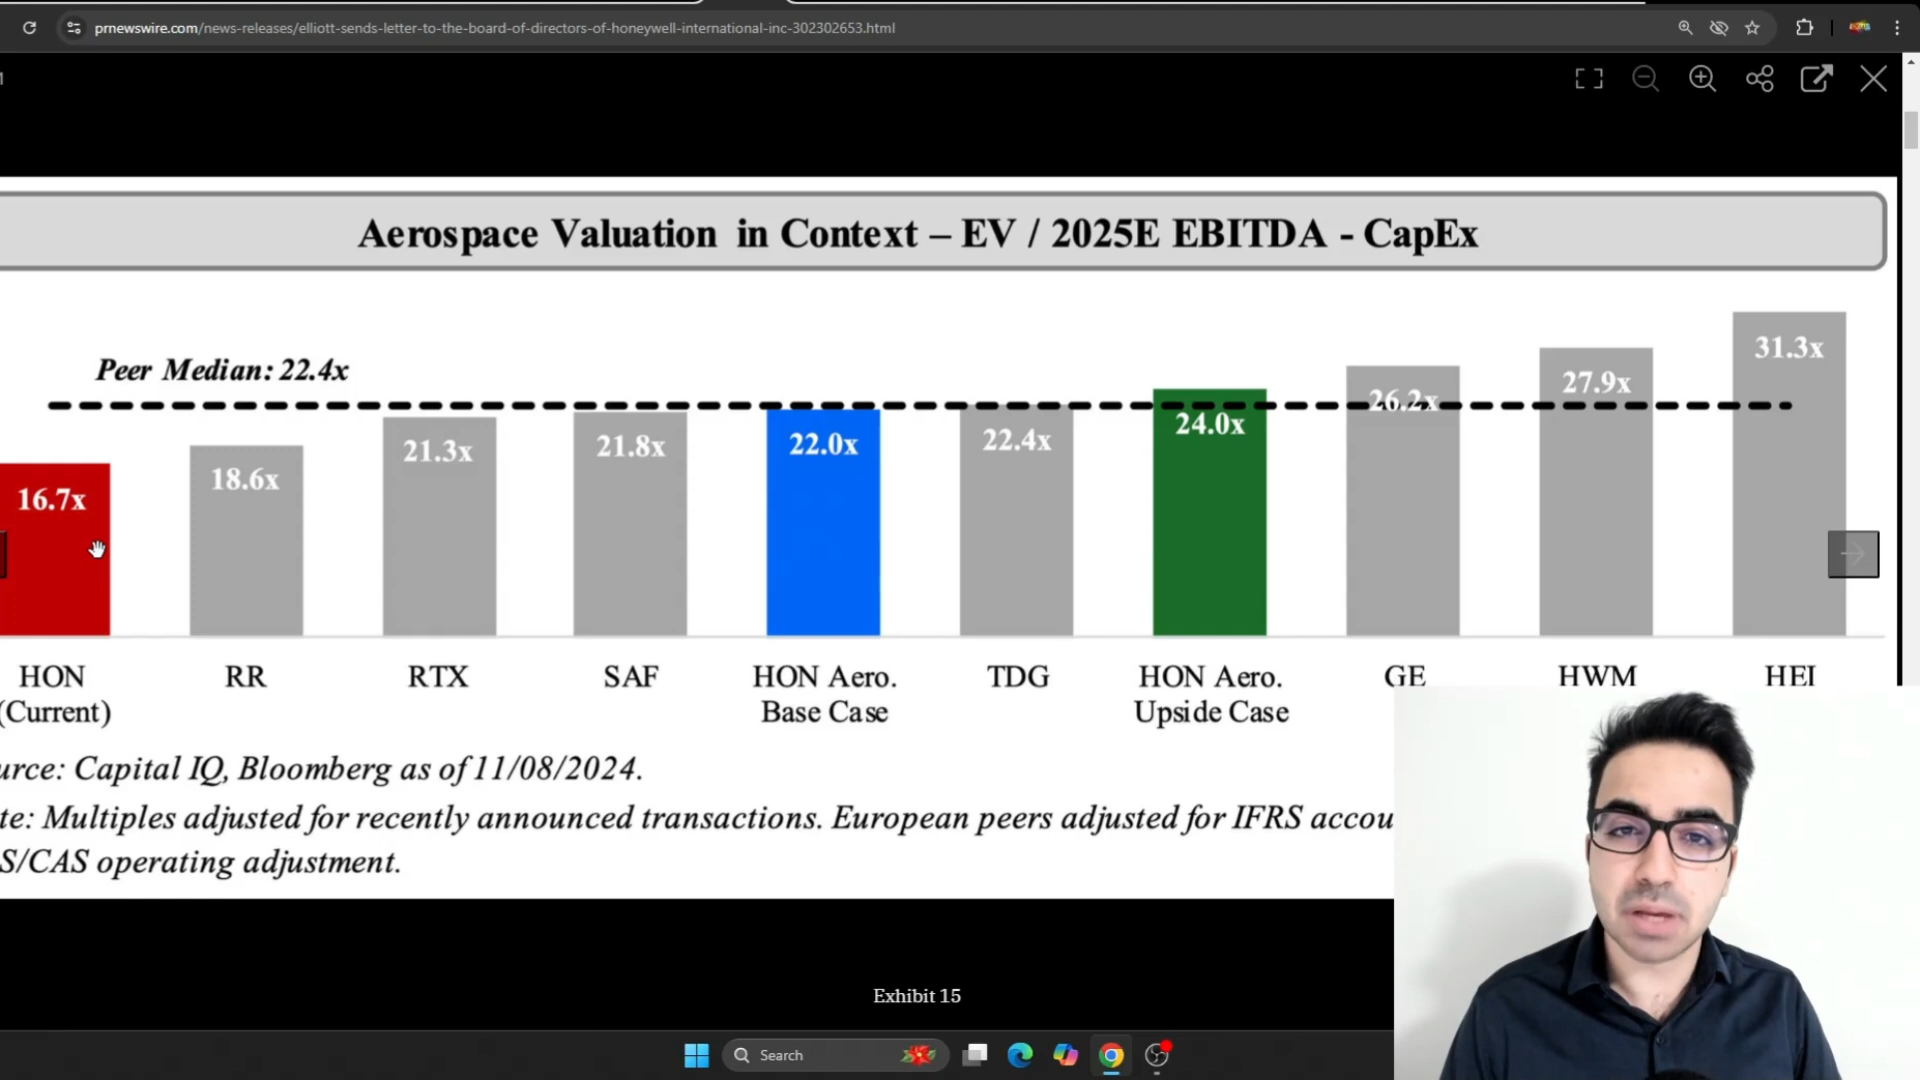 prnewswire.com/news-releases/elliott-sends-letter-to-the-board-of-directors-of-honeywell-international-inc-302302653.html
Aerospace Valuation in Context – EV / 2025E EBITDA - CapEx
Peer Median: 22.4x
16.7x
18.6x
21.3x
21.8x
22.0x
22.4x
24.0x
26.2x
27.9x
31.3x
HON
(Current)
RR
RTX
SAF
HON Aero.
Base Case
TDG
HON Aero.
Upside Case
GE
HWM
HEI
urce: Capital IQ, Bloomberg as of 11/08/2024.
te: Multiples adjusted for recently announced transactions. European peers adjusted for IFRS accou
S/CAS operating adjustment.
Exhibit 15
Search